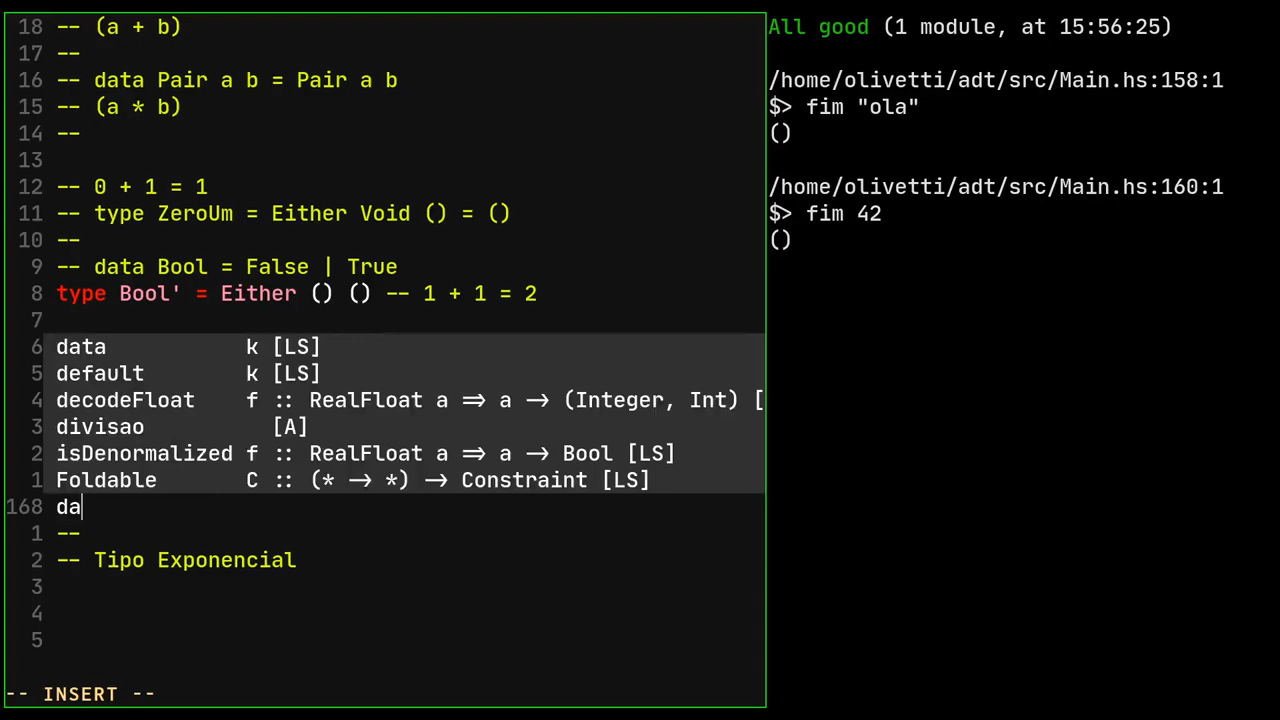 18 -- (a + b)
17 --
16 -- data Pair a b = Pair a b
15 -- (a * b)
14 --
13
12 -- 0 + 1 = 1
11 -- type ZeroUm = Either Void () = ()
10 --
9 -- data Bool = False | True
8 type Bool' = Either () () -- 1 + 1 = 2
7
6 data k [LS]
5 default k [LS]
4 decodeFloat f :: RealFloat a => a -> (Integer, Int) [
3 divisao [A]
2 isDenormalized f :: RealFloat a => a -> Bool [LS]
1 Foldable C :: (* -> *) -> Constraint [LS]
168 da
1 --
2 -- Tipo Exponencial
3
4
5
-- INSERT --
All good (1 module, at 15:56:25)
/home/olivetti/adt/src/Main.hs:158:1
$> fim "ola"
()
/home/olivetti/adt/src/Main.hs:160:1
$> fim 42
()